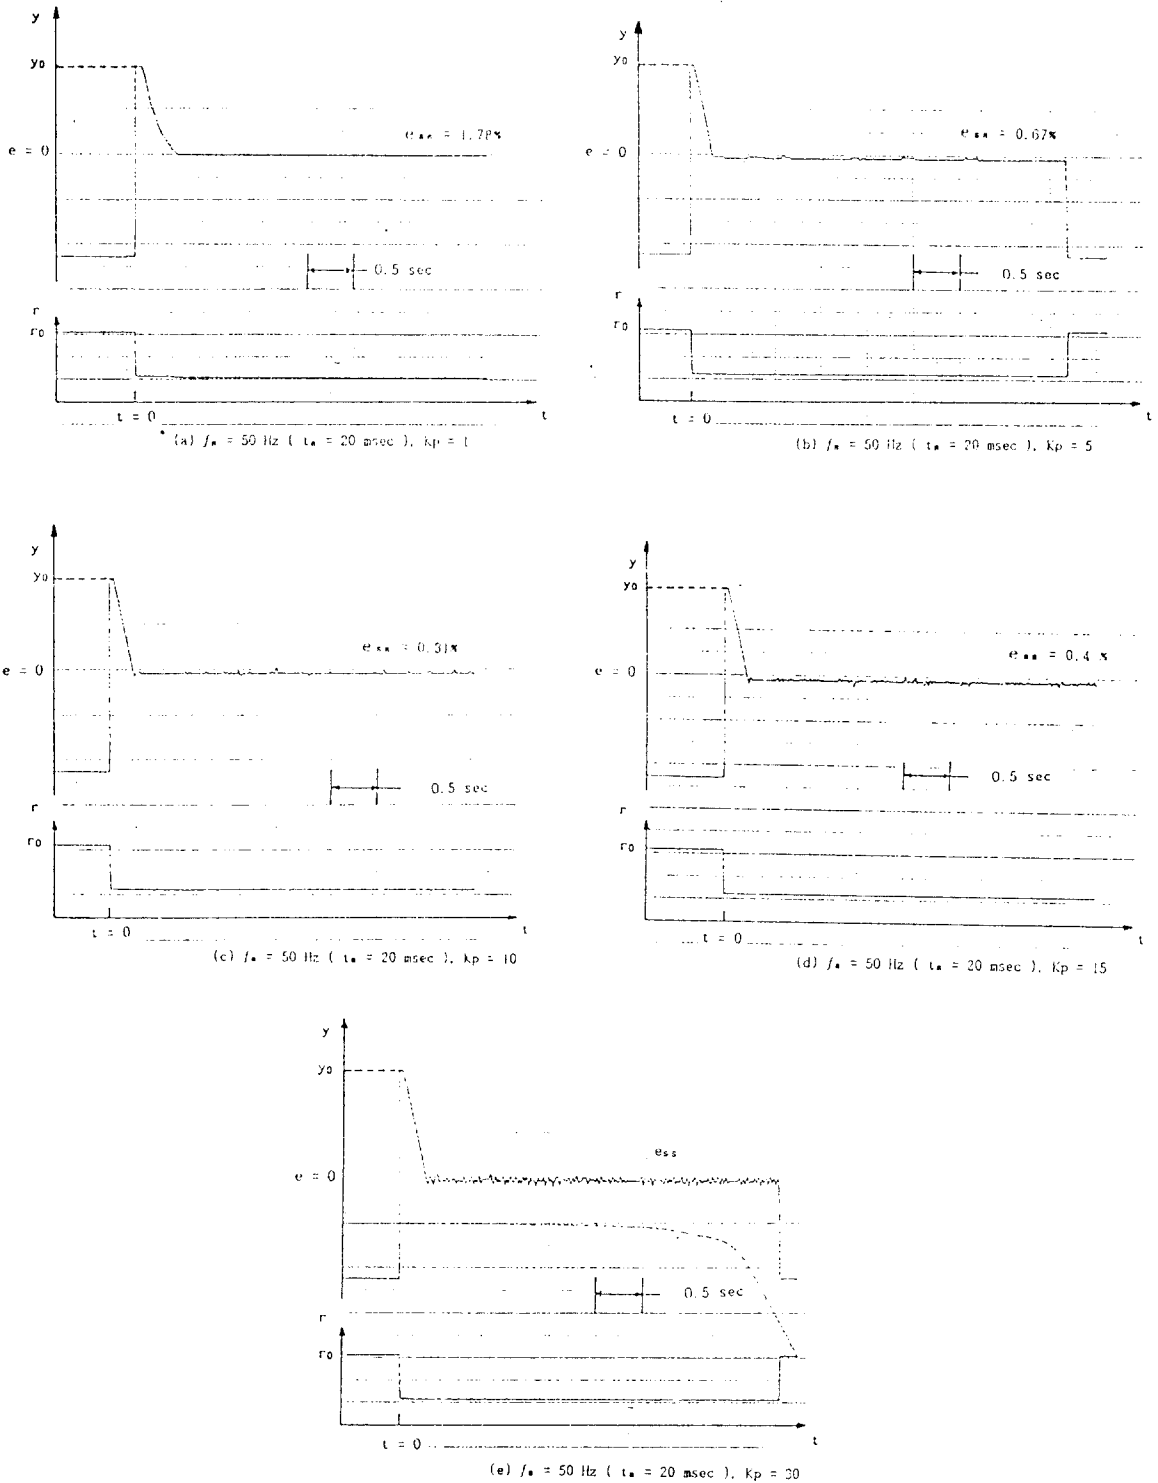 y
y0
e = 0
ess = 1.78%
0.5 sec
r
r0
t = 0
t
(a) fs = 50 Hz ( ts = 20 msec ), Kp = 1
y
y0
e = 0
ess = 0.67%
0.5 sec
r
r0
t = 0
t
(b) fs = 50 Hz ( ts = 20 msec ), Kp = 5
y
y0
e = 0
ess = 0.31%
0.5 sec
r
r0
t = 0
t
(c) fs = 50 Hz ( ts = 20 msec ), Kp = 10
y
y0
e = 0
ess = 0.4 %
0.5 sec
r
r0
t = 0
t
(d) fs = 50 Hz ( ts = 20 msec ), Kp = 15
y
y0
e = 0
ess
0.5 sec
r
r0
t = 0
t
(e) fs = 50 Hz ( ts = 20 msec ), Kp = 30